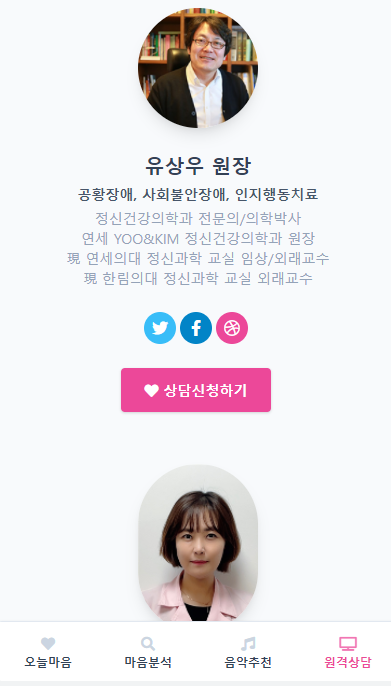 유상우 원장
공황장애, 사회불안장애, 인지행동치료
정신건강의학과 전문의/의학박사
연세 YOO&KIM 정신건강의학과 원장
現 연세의대 정신과학 교실 임상/외래교수
現 한림의대 정신과학 교실 외래교수
상담신청하기
오늘마음 마음분석 음악추천 원격상담